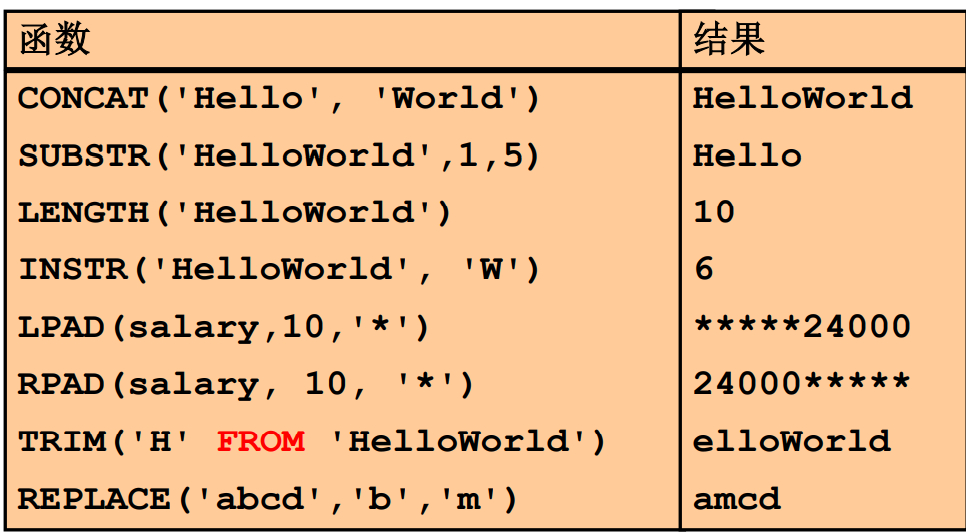 函数 结果
CONCAT('Hello', 'World') HelloWorld
SUBSTR('HelloWorld',1,5) Hello
LENGTH('HelloWorld') 10
INSTR('HelloWorld', 'W') 6
LPAD(salary,10,'*') *****24000
RPAD(salary, 10, '*') 24000*****
TRIM('H' FROM 'HelloWorld') elloWorld
REPLACE('abcd','b','m') amcd